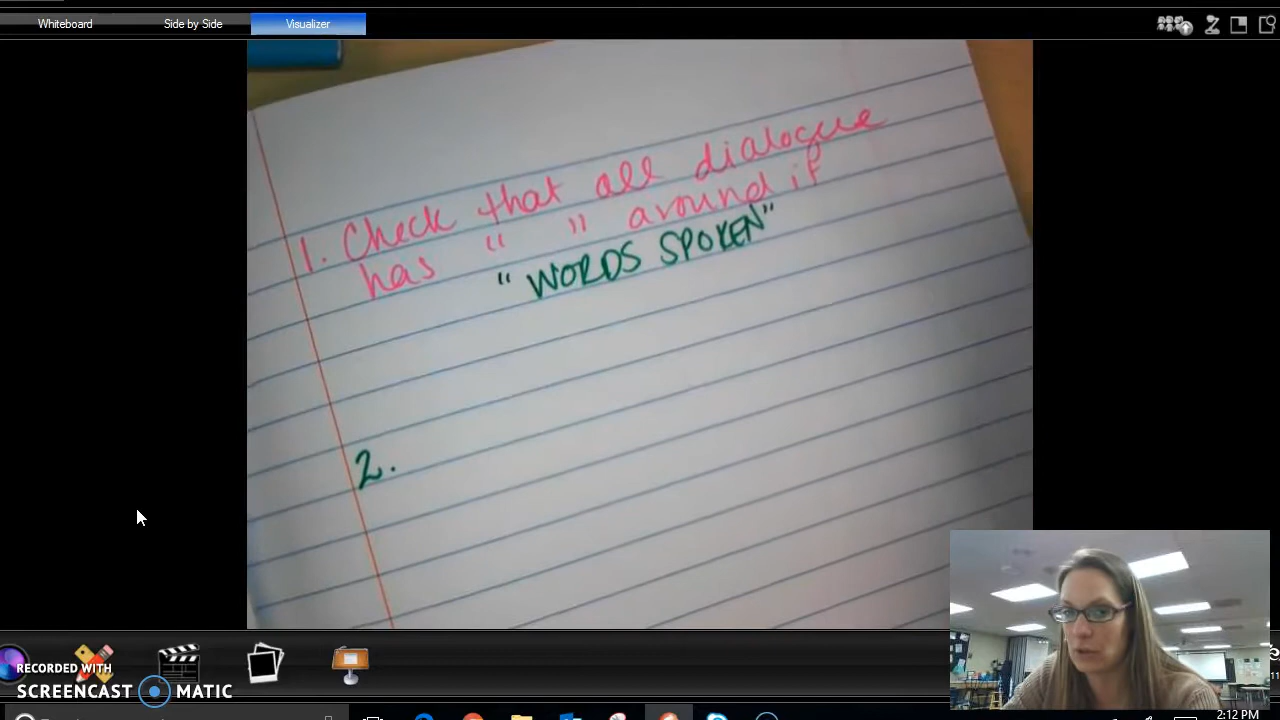 Whiteboard Side by Side Visualizer
1. Check that all dialogue
has " " around it
"WORDS SPOKEN"
2.
RECORDED WITH
SCREENCAST MATIC
2:12 PM